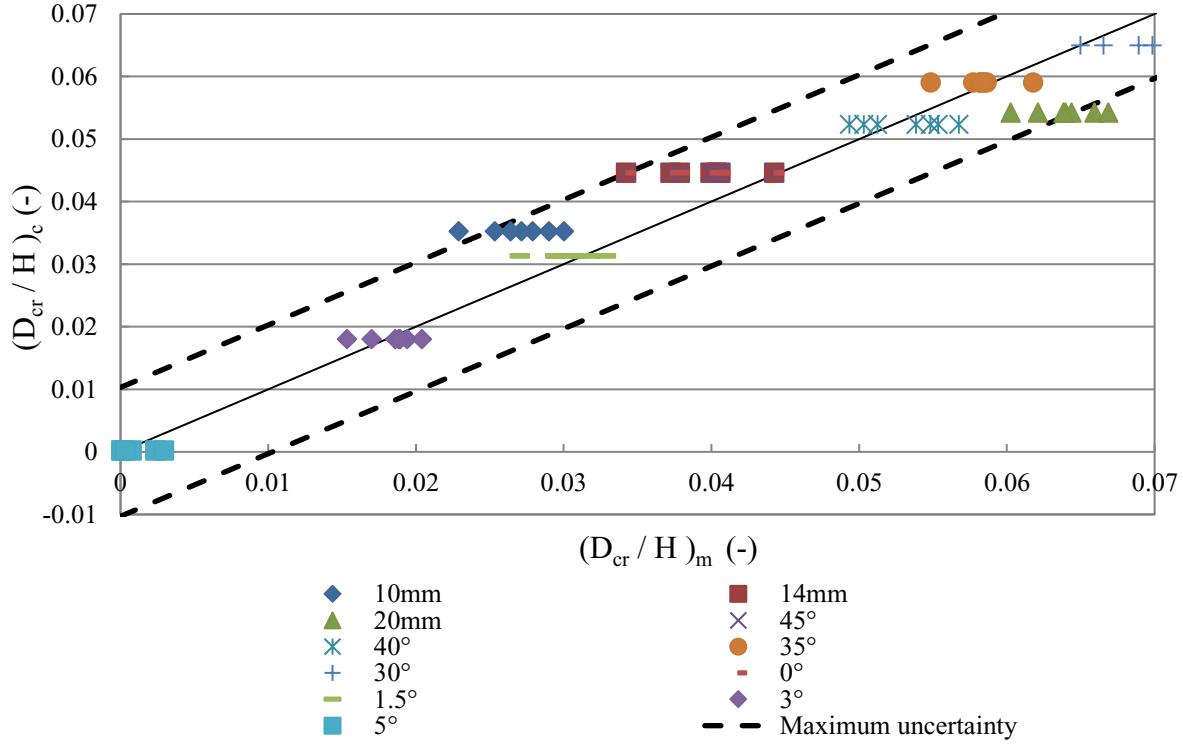 0.07
0.06
0.05
0.04
0.03
0.02
0.01
0
-0.01
(Dcr / H )c (-)
0 0.01 0.02 0.03 0.04 0.05 0.06 0.07
(Dcr / H )m (-)
10mm 14mm
20mm 45°
40° 35°
30° 0°
1.5° 3°
5° Maximum uncertainty